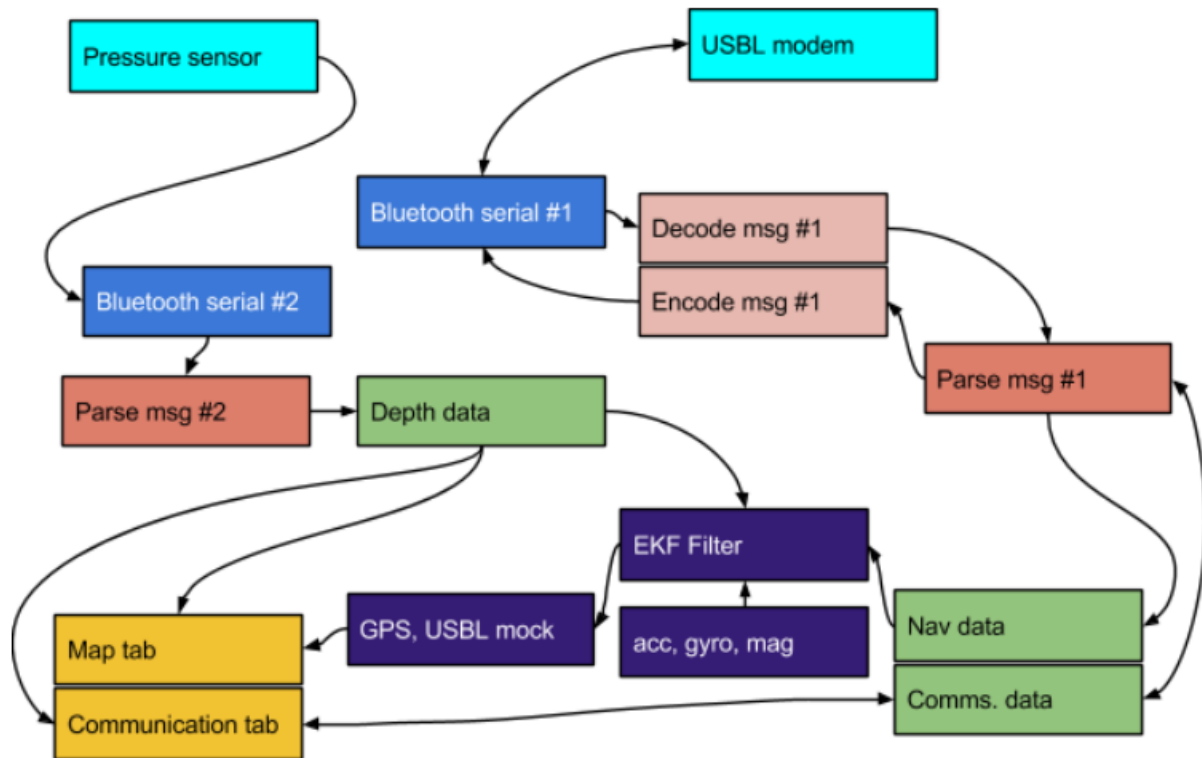 Pressure sensor
USBL modem
Bluetooth serial #1
Decode msg #1
Encode msg #1
Bluetooth serial #2
Parse msg #1
Parse msg #2
Depth data
EKF Filter
GPS, USBL mock
acc, gyro, mag
Nav data
Map tab
Comms. data
Communication tab